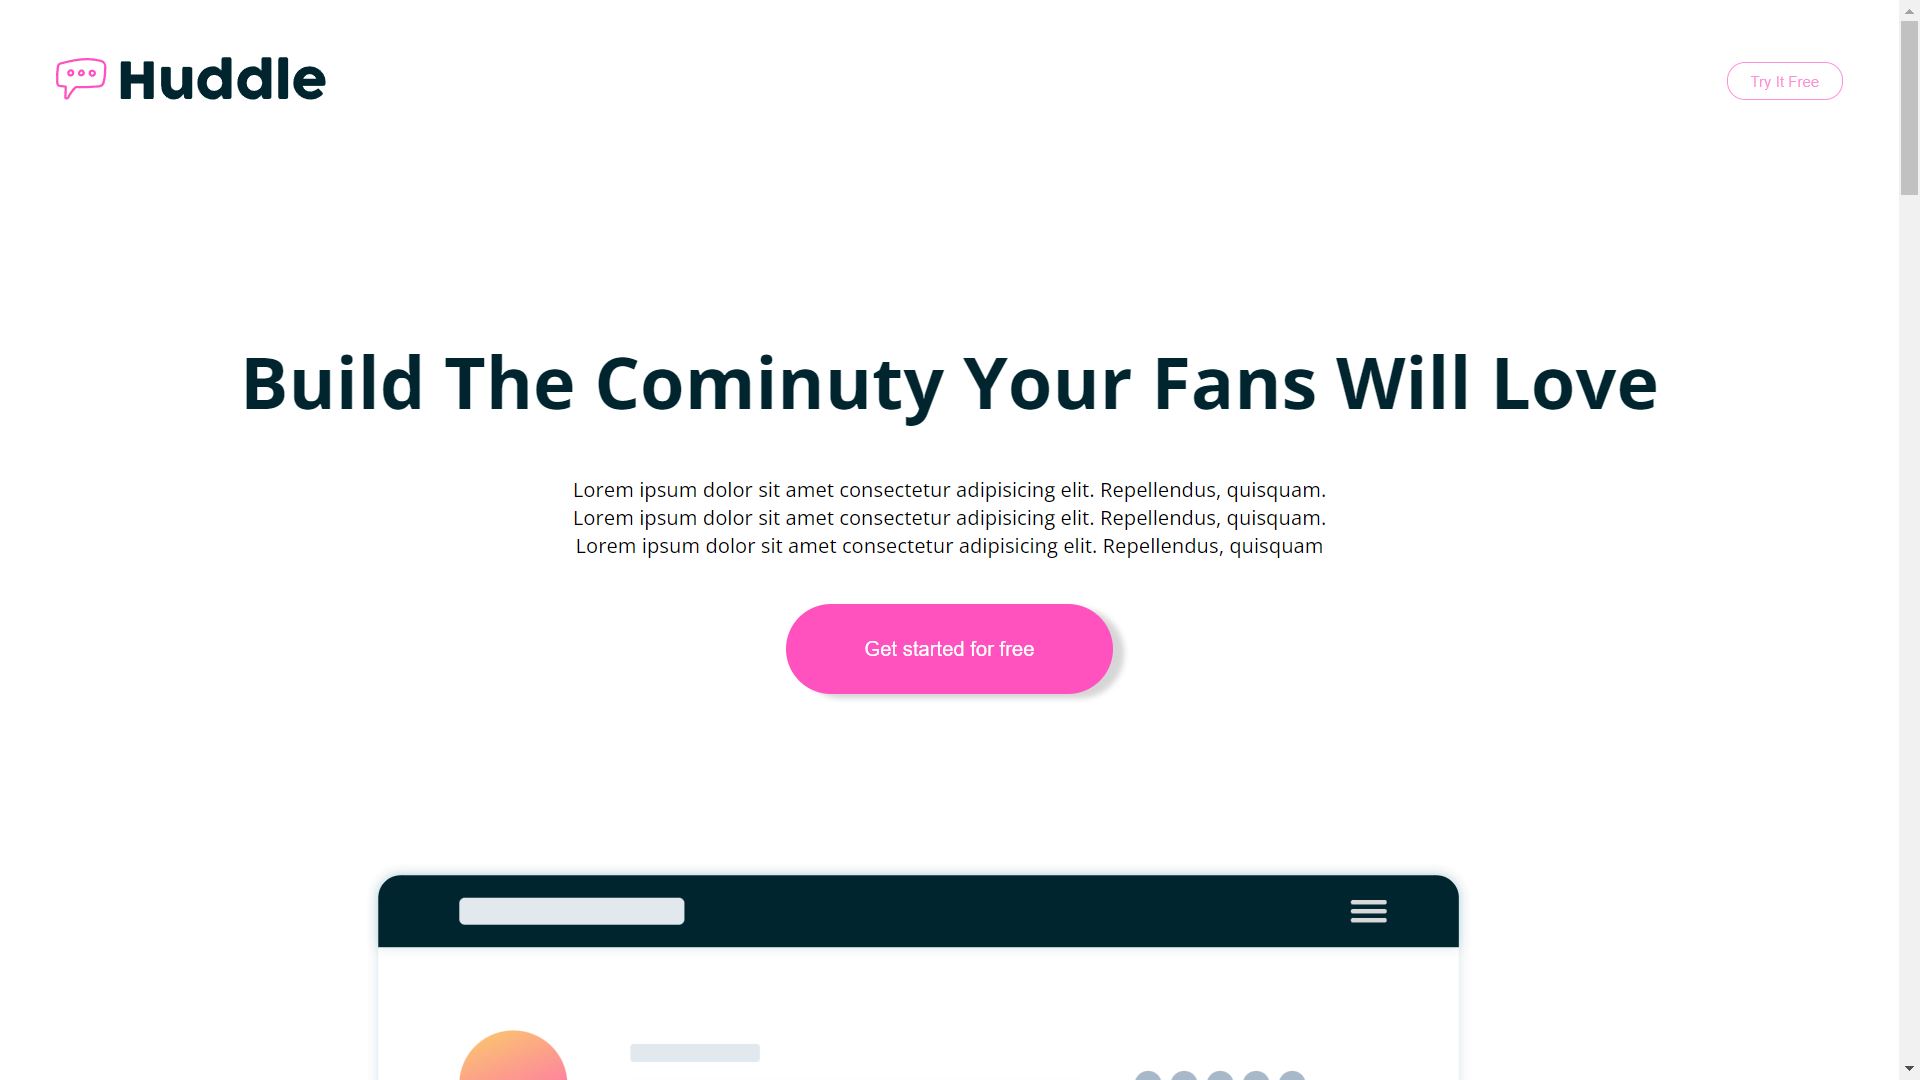 Huddle
Try It Free
Build The Cominuty Your Fans Will Love
Lorem ipsum dolor sit amet consectetur adipisicing elit. Repellendus, quisquam.
Lorem ipsum dolor sit amet consectetur adipisicing elit. Repellendus, quisquam.
Lorem ipsum dolor sit amet consectetur adipisicing elit. Repellendus, quisquam
Get started for free